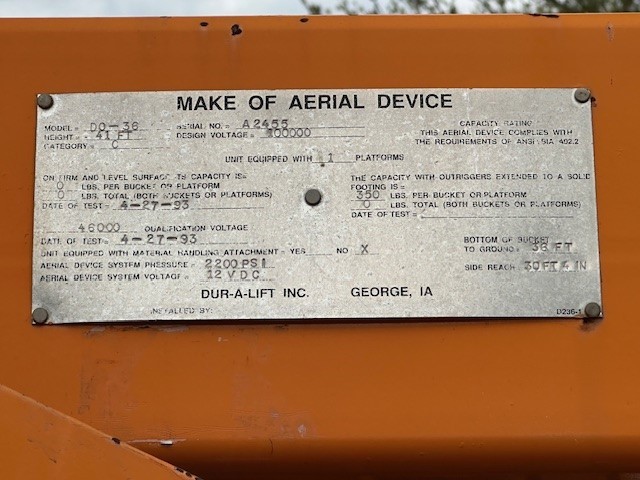 MAKE OF AERIAL DEVICE
MODEL = DO-36 SERIAL NO. = A2455 CAPACITY RATING
HEIGHT = 41 FT DESIGN VOLTAGE = 100000 THIS AERIAL DEVICE COMPLIES WITH
CATEGORY = C THE REQUIREMENTS OF ANSI/SIA A92.2
UNIT EQUIPPED WITH 1 PLATFORMS
ON FIRM AND LEVEL SURFACE ITS CAPACITY IS = THE CAPACITY WITH OUTRIGGERS EXTENDED TO A SOLID
0 LBS. PER BUCKET OR PLATFORM FOOTING IS =
0 LBS. TOTAL (BOTH BUCKETS OR PLATFORMS) 350 LBS. PER BUCKET OR PLATFORM
DATE OF TEST = 4-27-93 0 LBS. TOTAL (BOTH BUCKETS OR PLATFORMS)
DATE OF TEST =
46000 QUALIFICATION VOLTAGE
DATE OF TEST = 4-27-93 BOTTOM OF BUCKET
UNIT EQUIPPED WITH MATERIAL HANDLING ATTACHMENT = YES NO X TO GROUND = 36 FT
AERIAL DEVICE SYSTEM PRESSURE = 2200 PSI SIDE REACH 30 FT 4 IN
AERIAL DEVICE SYSTEM VOLTAGE = 12 VDC
DUR-A-LIFT INC. GEORGE, IA
INSTALLED BY: D236-1